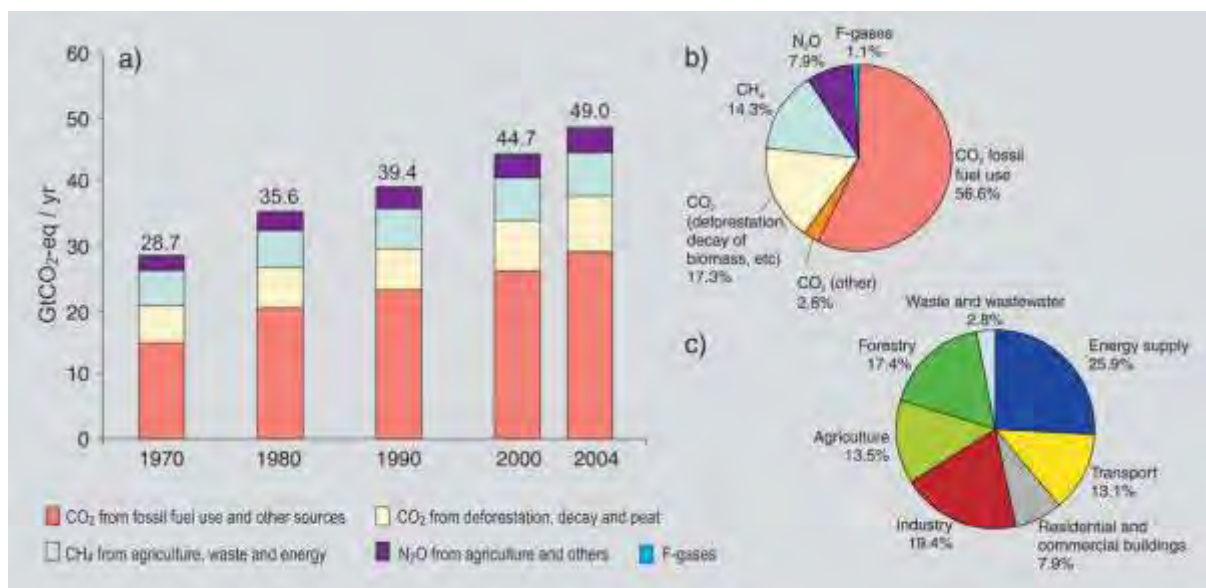 a)
GtCO₂-eq / yr
60
50
40
30
20
10
0
28.7
35.6
39.4
44.7
49.0
1970
1980
1990
2000
2004
CO₂ from fossil fuel use and other sources
CO₂ from deforestation, decay and peat
CH₄ from agriculture, waste and energy
N₂O from agriculture and others
F-gases
b)
F-gases
1.1%
N₂O
7.9%
CH₄
14.3%
CO₂ fossil
fuel use
56.6%
CO₂
(deforestation
decay of
biomass, etc)
17.3%
CO₂ (other)
2.8%
c)
Waste and wastewater
2.8%
Forestry
17.4%
Energy supply
25.9%
Agriculture
13.5%
Transport
13.1%
Industry
19.4%
Residential and
commercial buildings
7.9%